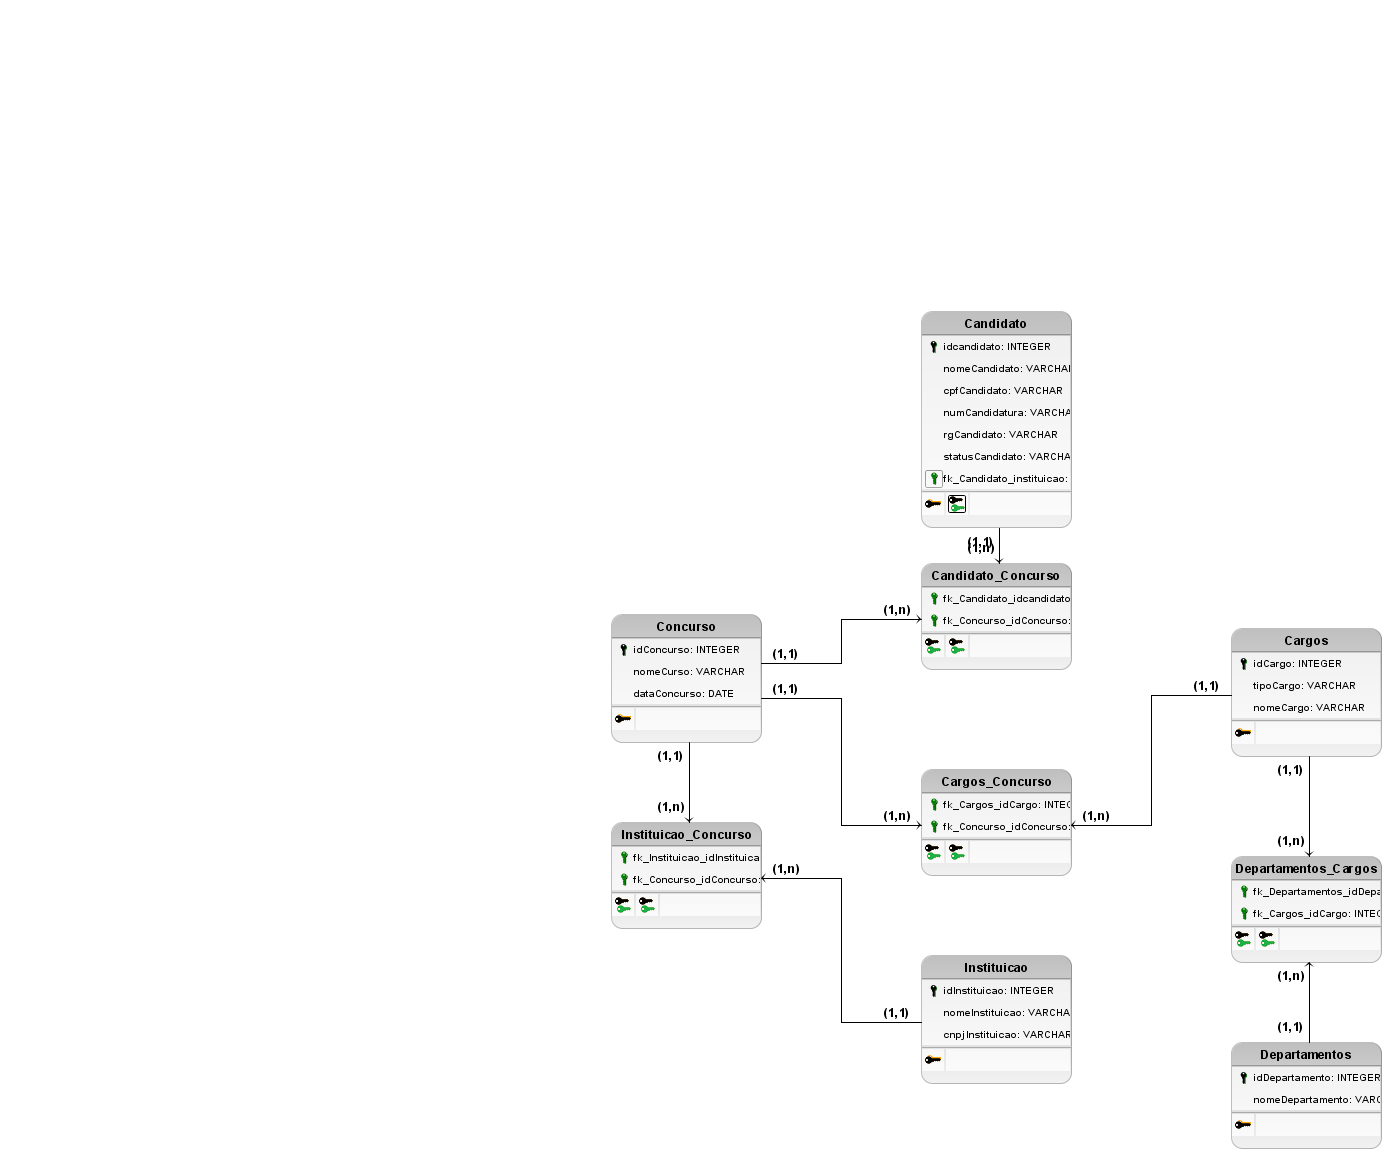 Candidato
idcandidato: INTEGER
nomeCandidato: VARCHA
cpfCandidato: VARCHAR
numCandidatura: VARCHA
rgCandidato: VARCHAR
statusCandidato: VARCHA
fk_Candidato_instituicao:
(1,1)
(1,n)
Candidato_Concurso
fk_Candidato_idcandidato
fk_Concurso_idConcurso:
(1,n)
Concurso
idConcurso: INTEGER
nomeCurso: VARCHAR
dataConcurso: DATE
(1,1)
(1,1)
(1,1)
(1,n)
Cargos
idCargo: INTEGER
tipoCargo: VARCHAR
nomeCargo: VARCHAR
(1,1)
(1,1)
(1,n)
Cargos_Concurso
fk_Cargos_idCargo: INTEG
fk_Concurso_idConcurso:
(1,n)
(1,n)
Instituicao_Concurso
fk_Instituicao_idInstituica
fk_Concurso_idConcurso:
(1,n)
Departamentos_Cargos
fk_Departamentos_idDepa
fk_Cargos_idCargo: INTEG
(1,n)
(1,1)
Instituicao
idInstituicao: INTEGER
nomeInstituicao: VARCHA
cnpjInstituicao: VARCHAR
(1,1)
Departamentos
idDepartamento: INTEGER
nomeDepartamento: VARC